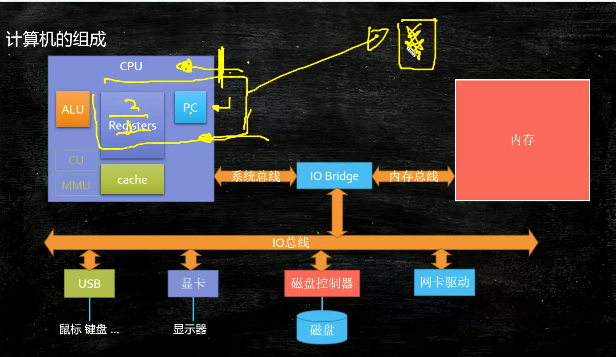 计算机的组成
CPU
ALU
Registers
PC
CU
MMU
cache
内存
系统总线
IO Bridge
内存总线
IO总线
USB
显卡
磁盘控制器
网卡驱动
鼠标 键盘 ...
显示器
磁盘